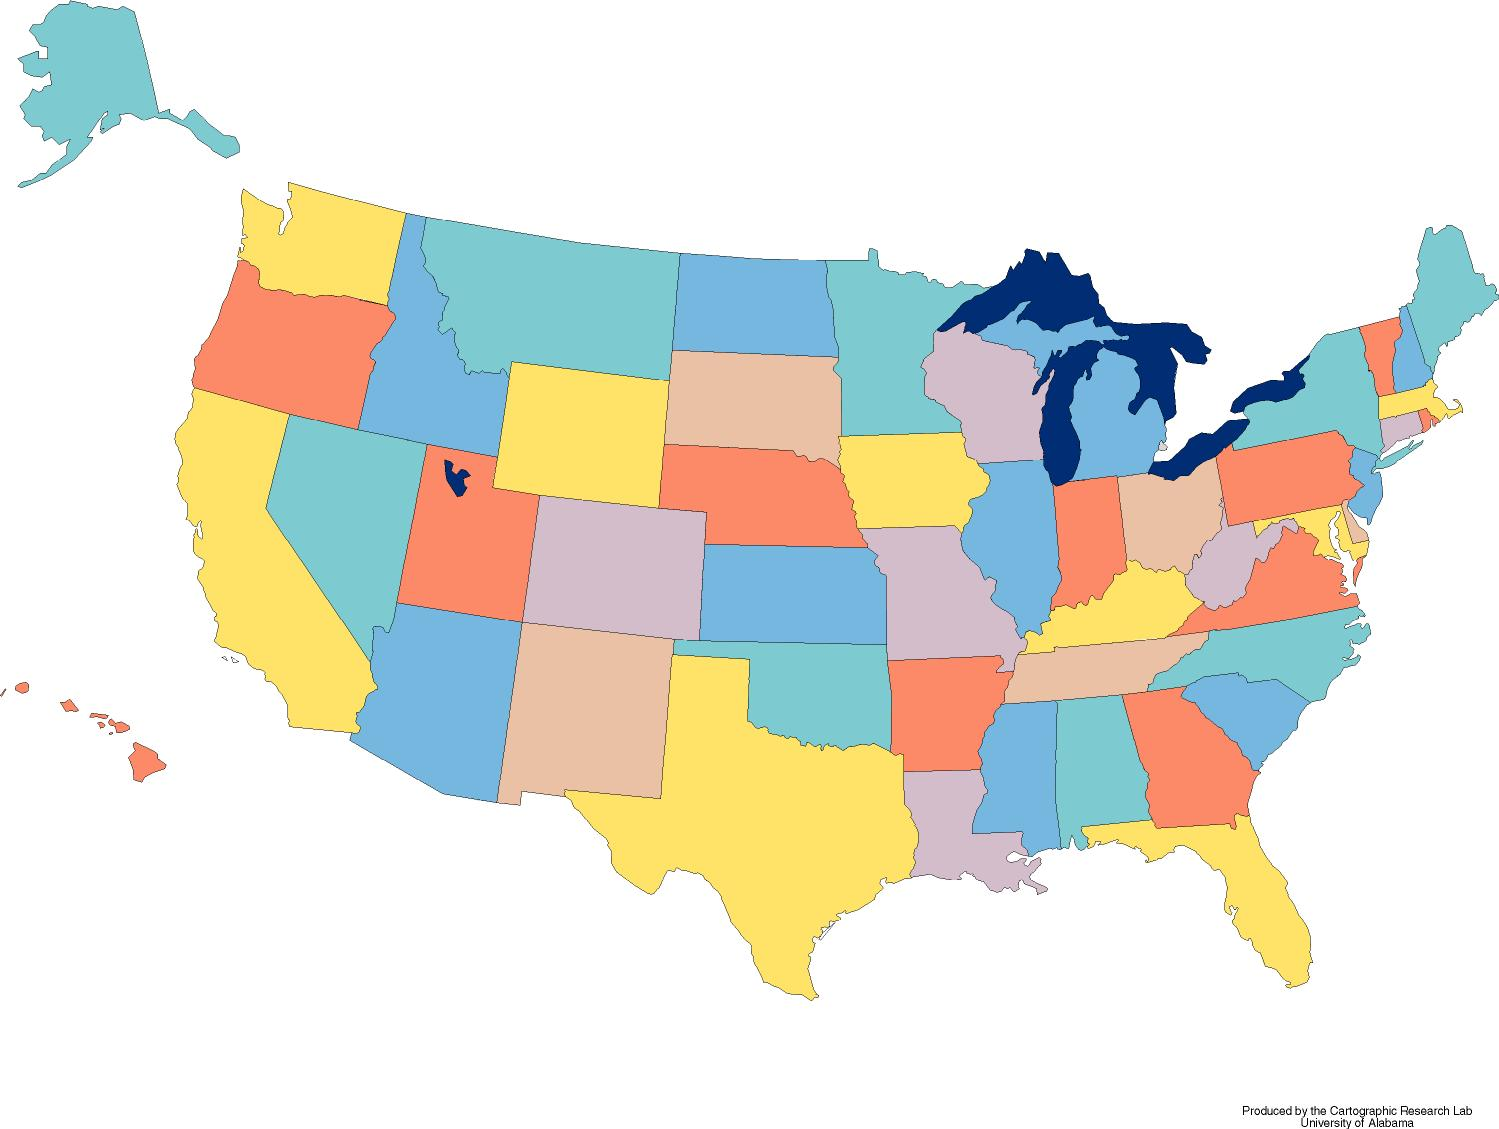 Produced by the Cartographic Research Lab
University of Alabama